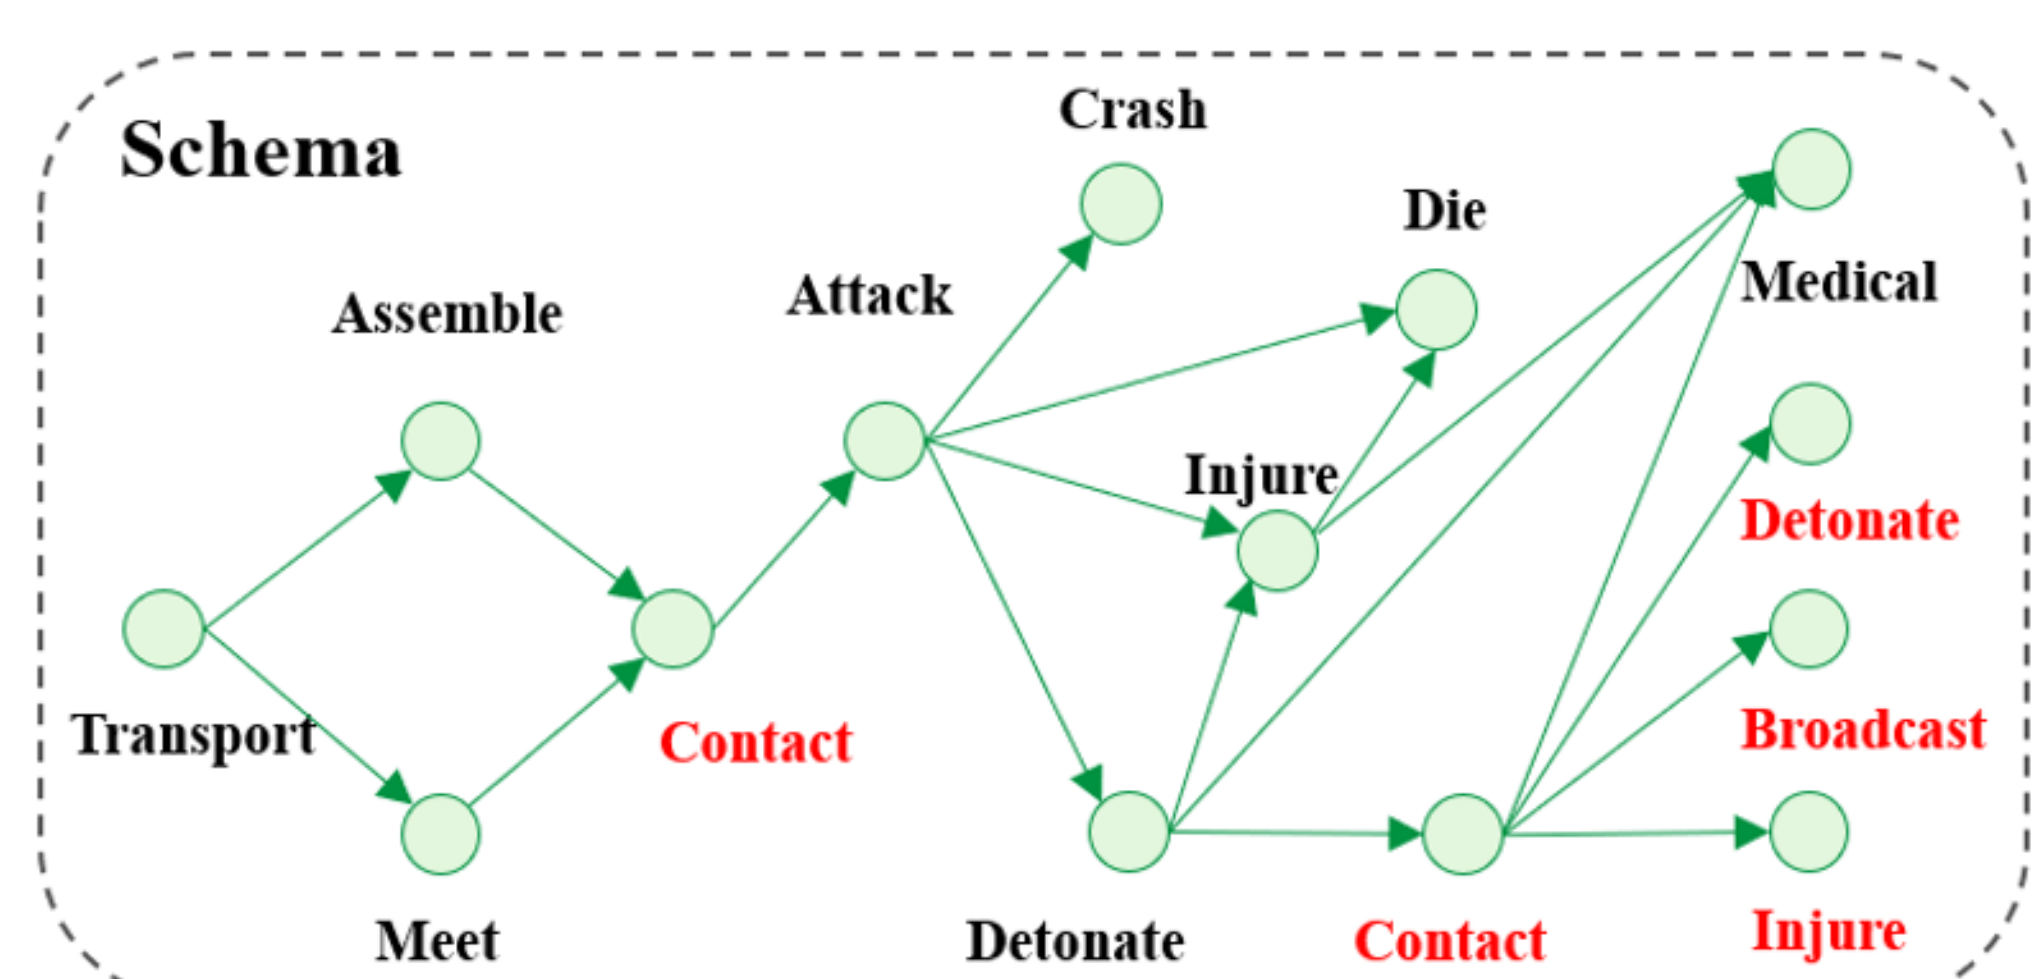 Schema
Crash
Die
Attack
Assemble
Medical
Injure
Detonate
Transport
Contact
Broadcast
Meet
Detonate
Contact
Injure